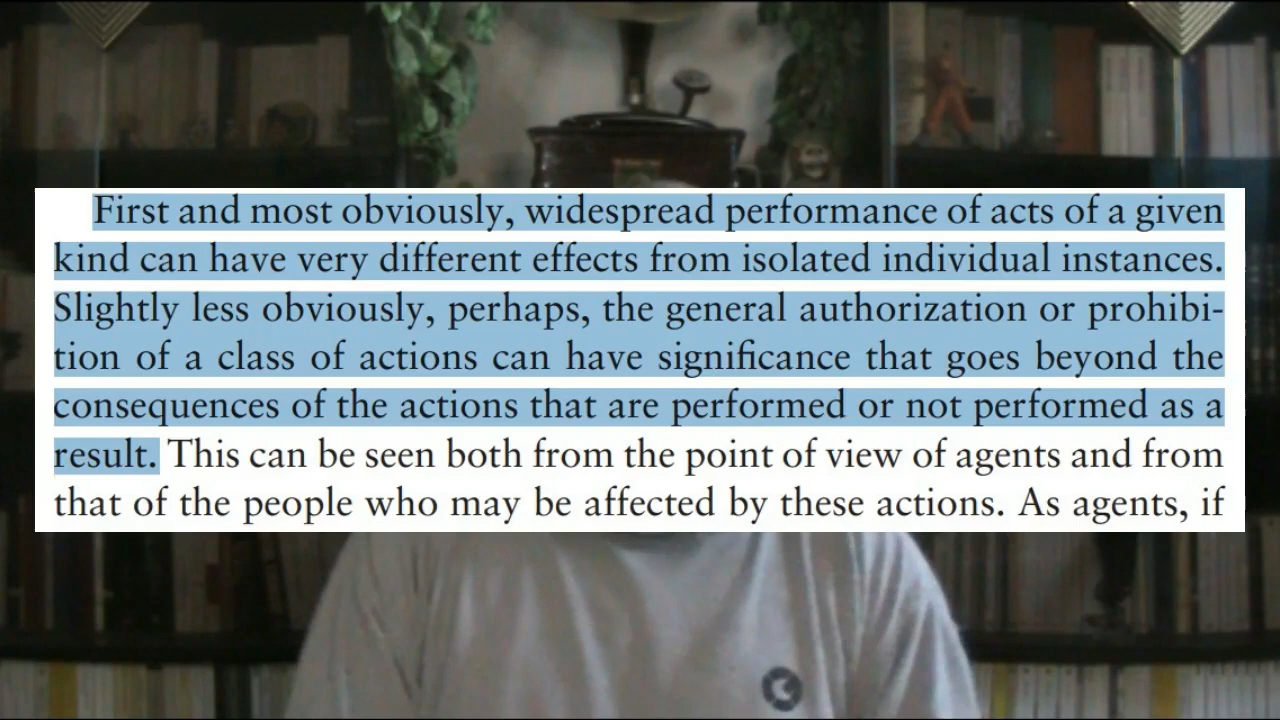 First and most obviously, widespread performance of acts of a given
kind can have very different effects from isolated individual instances.
Slightly less obviously, perhaps, the general authorization or prohibi-
tion of a class of actions can have significance that goes beyond the
consequences of the actions that are performed or not performed as a
result. This can be seen both from the point of view of agents and from
that of the people who may be affected by these actions. As agents, if